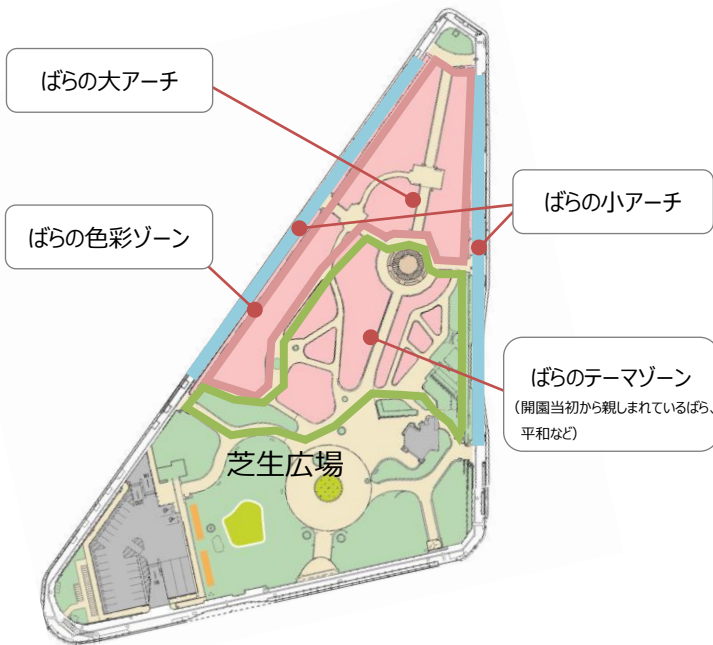 ばらの大アーチ
ばらの小アーチ
ばらの色彩ゾーン
ばらのテーマゾーン
(開園当初から親しまれているばら、
平和など)
芝生広場